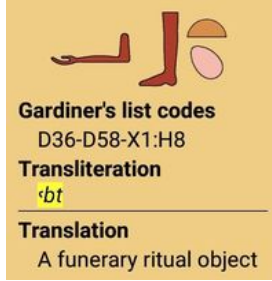 Gardiner's list codes
D36-D58-X1:H8
Transliteration
ꜥbt
Translation
A funerary ritual object